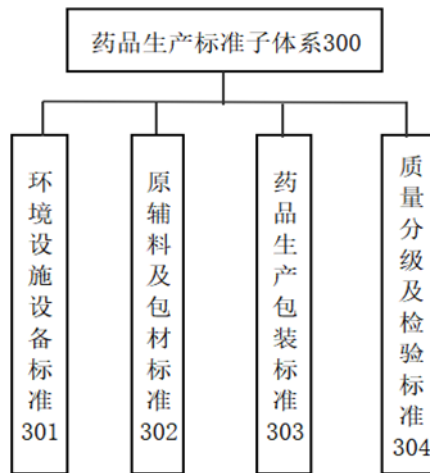 药品生产标准子体系300
环境设施设备标准301
原辅料及包材标准302
药品生产包装标准303
质量分级及检验标准304